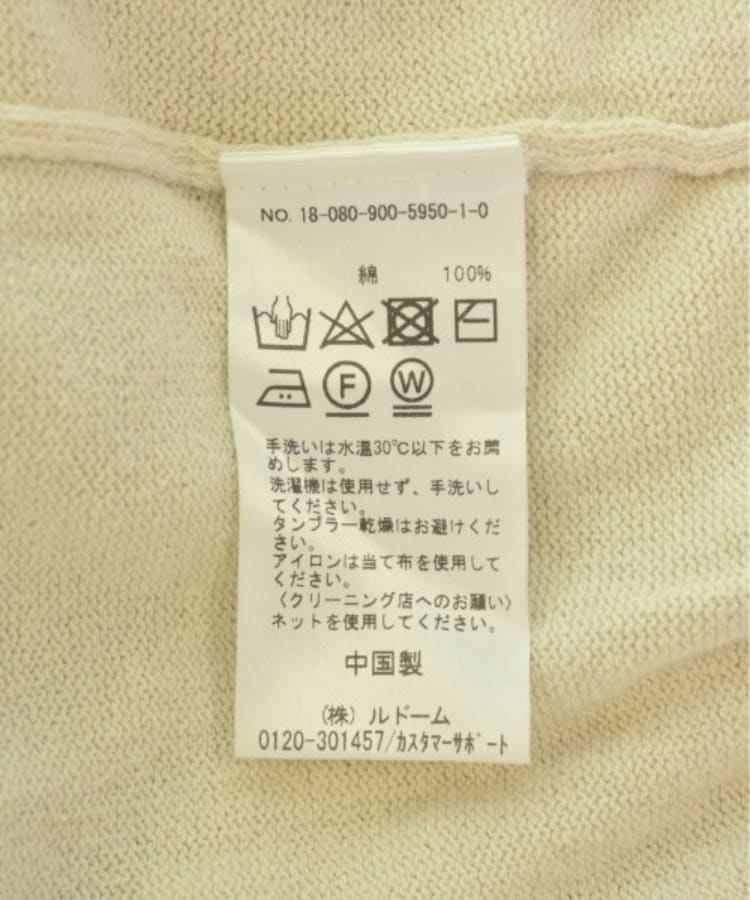 NO. 18-080-900-5950-1-0
綿 100%
F W
手洗いは水温30℃以下をお薦
めします。
洗濯機は使用せず、手洗いし
てください。
タンブラー乾燥はお避けくだ
さい。
アイロンは当て布を使用して
ください。
〈クリーニング店へのお願い〉
ネットを使用してください。
中国製
(株) ルドーム
0120-301457/ｶｽﾀﾏｰｻﾎﾟｰﾄ